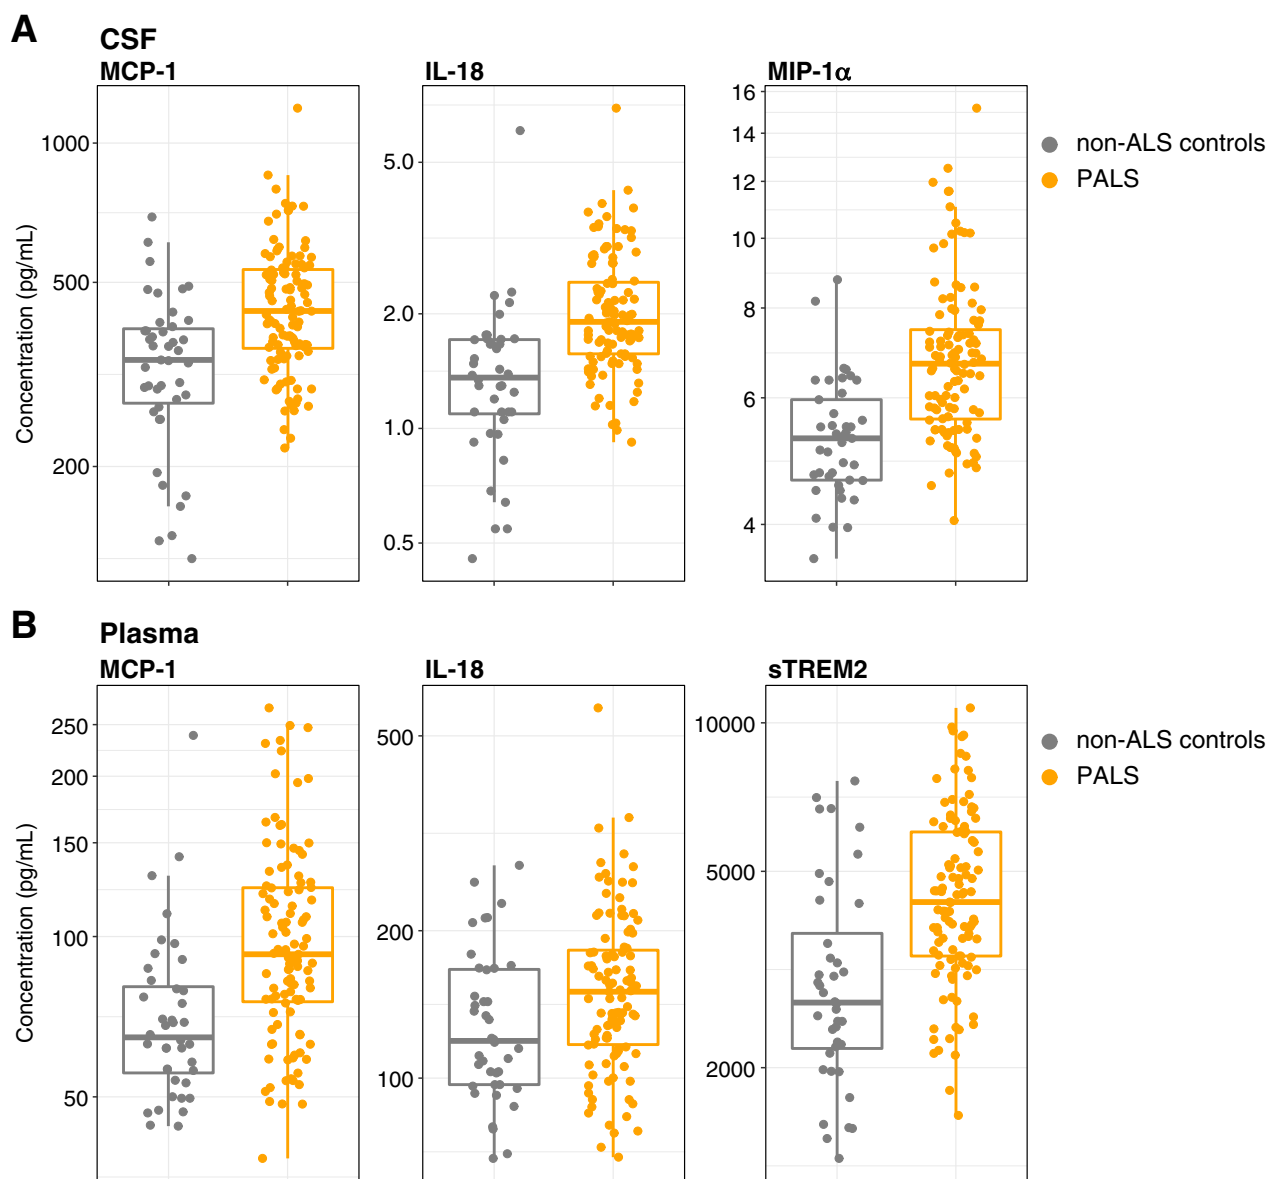 A
CSF
MCP-1 IL-18 MIP-1α
Concentration (pg/mL)
1000
500
200
5.0
2.0
1.0
0.5
16
14
12
10
8
6
4
non-ALS controls
PALS
B
Plasma
MCP-1 IL-18 sTREM2
Concentration (pg/mL)
250
200
150
100
50
500
200
100
10000
5000
2000
non-ALS controls
PALS